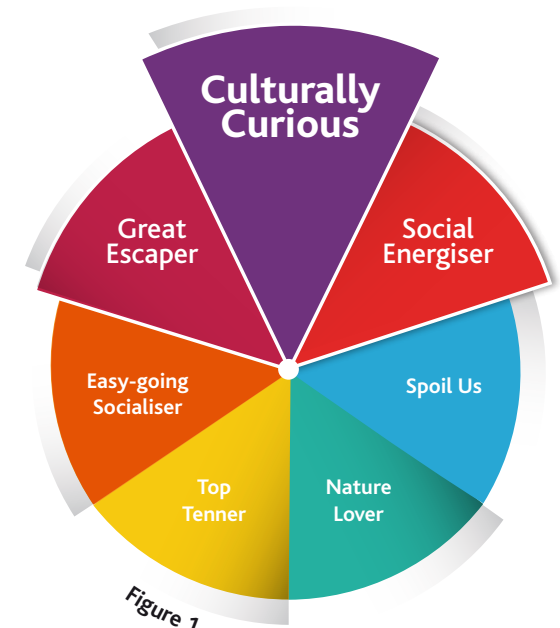 Culturally
Curious
Great
Escaper
Social
Energiser
Easy-going
Socialiser
Spoil Us
Top
Tenner
Nature
Lover
Figure 1